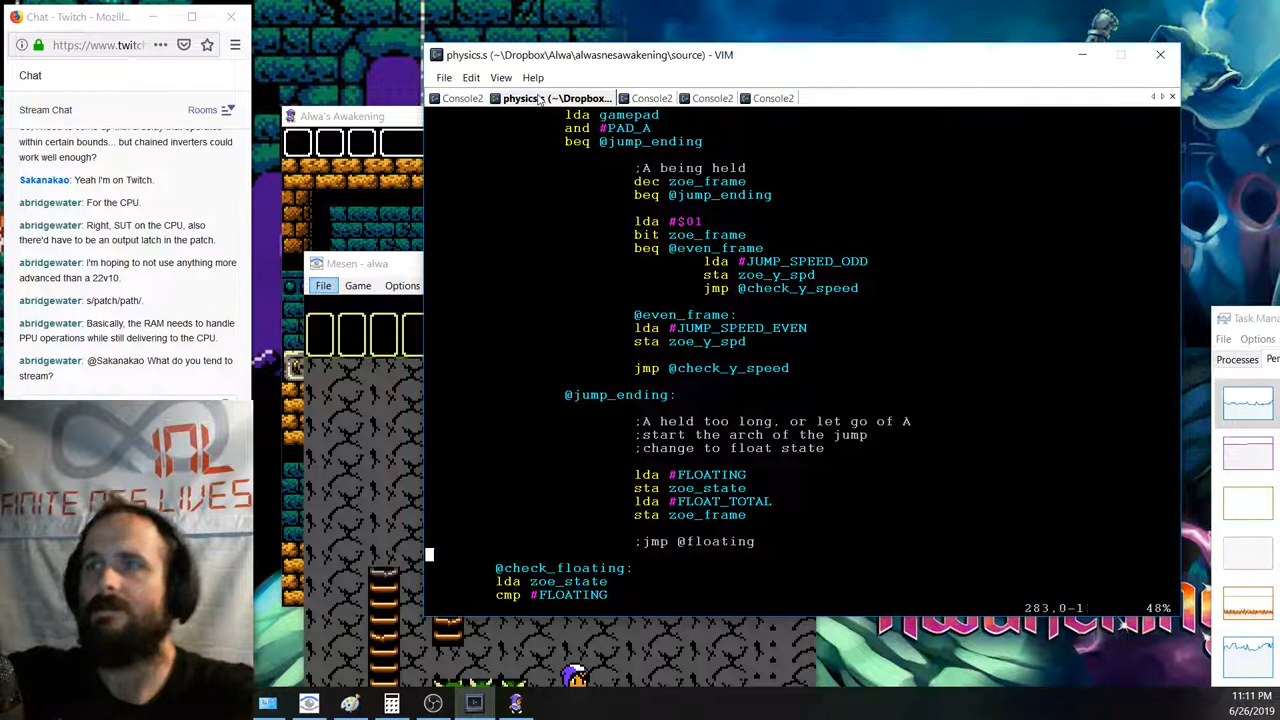 Chat - Twitch - Mozill...
https://www.twitc
Chat
Stream Chat
Rooms
within certain bounds... but chained inverters could
work well enough?
Sakanakao: Yeah I'm on Twitch.
abridgewater: For the CPU.
abridgewater: Right, SUT on the CPU, also
there'd have to be an output latch in the patch.
abridgewater: i'm hoping to not use anything more
advanced than a 22v10.
abridgewater: s/patch/path/.
abridgewater: Basically, the RAM needs to handle
PPU operations while still delivering to the CPU.
abridgewater: @Sakanakao What do you tend to
stream?
Alwa's Awakening
Mesen - alwa
File Game Options
physics.s (~\Dropbox\Alwa\alwasnesawakening\source) - VIM
File Edit View Help
Console2 physics.s (~\Dropbox... Console2 Console2 Console2
lda gamepad
and #PAD_A
beq @jump_ending
;A being held
dec zoe_frame
beq @jump_ending
lda #$01
bit zoe_frame
beq @even_frame
lda #JUMP_SPEED_ODD
sta zoe_y_spd
jmp @check_y_speed
@even_frame:
lda #JUMP_SPEED_EVEN
sta zoe_y_spd
jmp @check_y_speed
@jump_ending:
;A held too long, or let go of A
;start the arch of the jump
;change to float state
lda #FLOATING
sta zoe_state
lda #FLOAT_TOTAL
sta zoe_frame
;jmp @floating
@check_floating:
lda zoe_state
cmp #FLOATING
48%
Task Mana
File Options
Processes Per
11:11 PM
6/26/2019